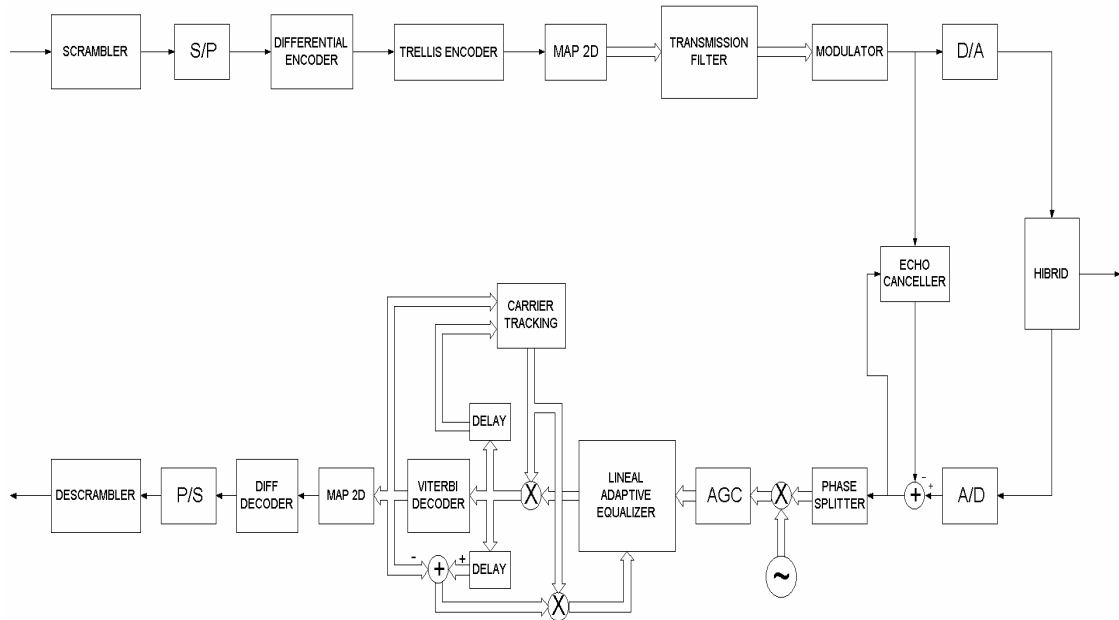 SCRAMBLER
S/P
DIFFERENTIAL
ENCODER
TRELLIS ENCODER
MAP 2D
TRANSMISSION
FILTER
MODULATOR
D/A
ECHO
CANCELLER
HIBRID
CARRIER
TRACKING
DELAY
DESCRAMBLER
P/S
DIFF
DECODER
MAP 2D
VITERBI
DECODER
X
LINEAL
ADAPTIVE
EQUALIZER
AGC
X
PHASE
SPLITTER
-
+
+
A/D
-
+
+
DELAY
~
X